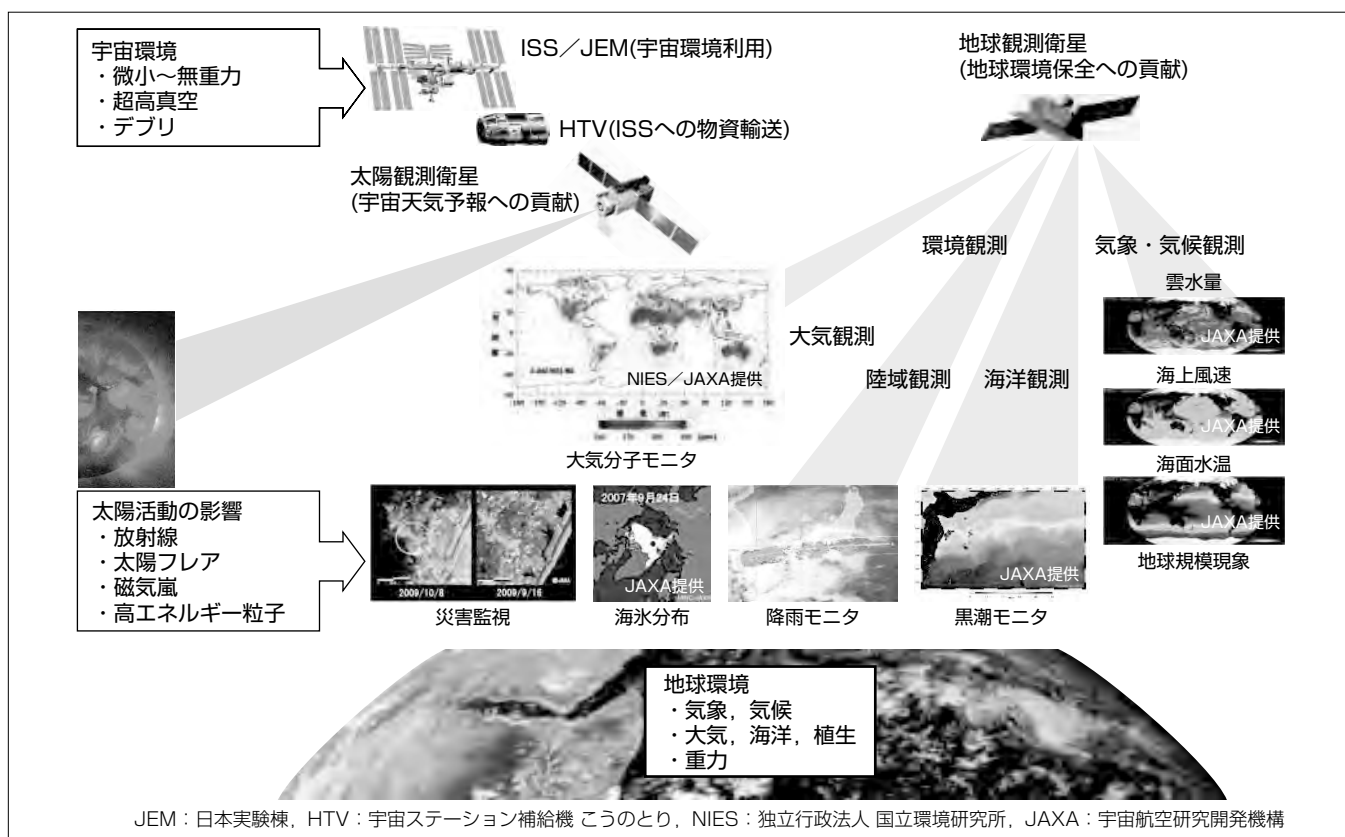 宇宙環境
・微小～無重力
・超高真空
・デブリ
ISS／JEM(宇宙環境利用)
HTV(ISSへの物資輸送)
太陽観測衛星
(宇宙天気予報への貢献)
地球観測衛星
(地球環境保全への貢献)
環境観測
気象・気候観測
雲水量
JAXA提供
大気観測
NIES／JAXA提供
陸域観測
海洋観測
海上風速
JAXA提供
大気分子モニタ
海面水温
JAXA提供
地球規模現象
太陽活動の影響
・放射線
・太陽フレア
・磁気嵐
・高エネルギー粒子
2009/10/8
2009/9/16
災害監視
2007年9月24日
JAXA提供
海氷分布
降雨モニタ
JAXA提供
黒潮モニタ
地球環境
・気象，気候
・大気，海洋，植生
・重力
JEM：日本実験棟，HTV：宇宙ステーション補給機 こうのとり，NIES：独立行政法人 国立環境研究所，JAXA：宇宙航空研究開発機構